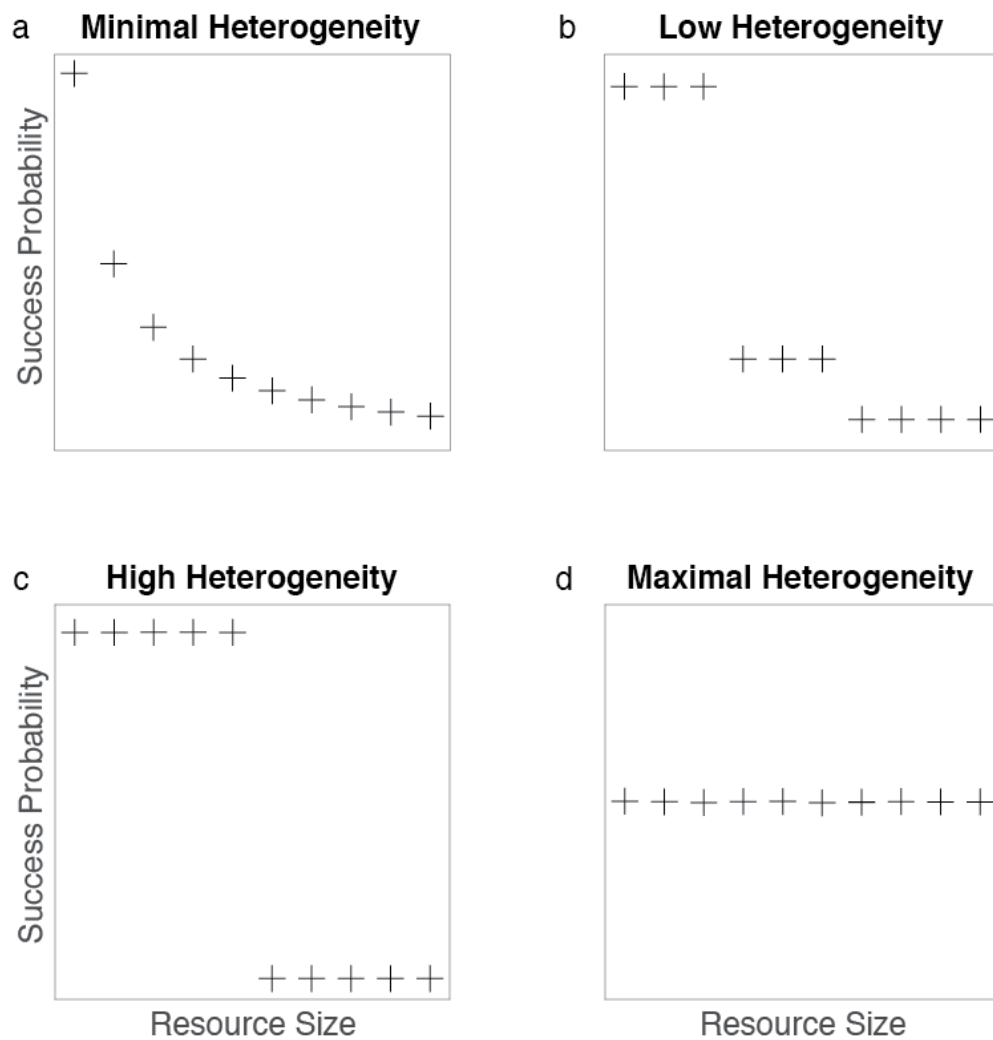 a Minimal Heterogeneity
b Low Heterogeneity
Success Probability
c High Heterogeneity
d Maximal Heterogeneity
Success Probability
Resource Size
Resource Size